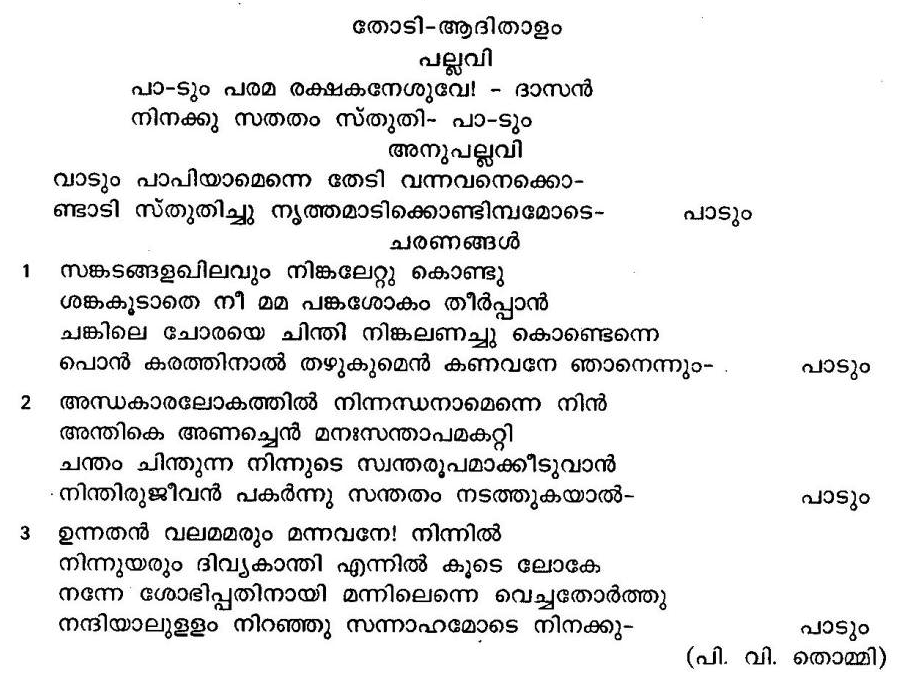 തോടി-ആദിതാളം
പല്ലവി
പാ-ടും പരമ രക്ഷകനേശുവേ! - ദാസൻ
നിനക്കു സതതം സ്തുതി- പാ-ടും
അനുപല്ലവി
വാടും പാപിയാമെന്നെ തേടി വന്നവനെക്കൊ-
ണ്ടാടി സ്തുതിച്ചു നൃത്തമാടിക്കൊണ്ടിമ്പമോടെ- പാടും
ചരണങ്ങൾ
1 സങ്കടങ്ങളഖിലവും നിങ്കലേറ്റു കൊണ്ടു
ശങ്കകൂടാതെ നീ മമ പങ്കശോകം തീർപ്പാൻ
ചങ്കിലെ ചോരയെ ചിന്തി നിങ്കലണച്ചു കൊണ്ടെന്നെ
പൊൻ കരത്തിനാൽ തഴുകുമെൻ കണവനേ ഞാനെന്നും- പാടും
2 അന്ധകാരലോകത്തിൽ നിന്നന്ധനാമെന്നെ നിൻ
അന്തികെ അണച്ചെൻ മനഃസന്താപമകറ്റി
ചന്തം ചിന്തുന്ന നിന്നുടെ സ്വന്തരൂപമാക്കീടുവാൻ
നിന്തിരുജീവൻ പകർന്നു സന്തതം നടത്തുകയാൽ- പാടും
3 ഉന്നതൻ വലമമരും മന്നവനേ! നിന്നിൽ
നിന്നുയരും ദിവ്യകാന്തി എന്നിൽ കൂടെ ലോകേ
നന്നേ ശോഭിപ്പതിനായി മന്നിലെന്നെ വെച്ചതോർത്തു
നന്ദിയാലുളളം നിറഞ്ഞു സന്നാഹമോടെ നിനക്കു- പാടും
(പി. വി. തൊമ്മി)